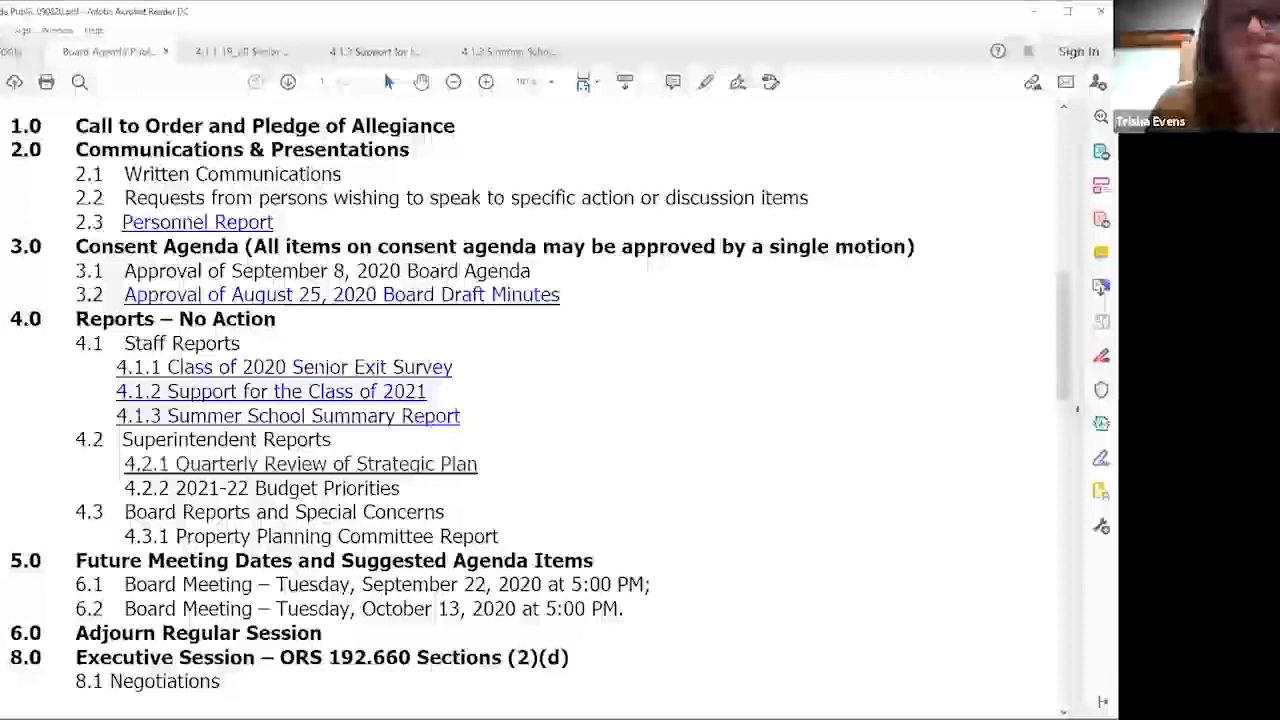 Board Agenda Publ...
4.1.2 Support for t...
Sign In
Trisha Evens
1.0 Call to Order and Pledge of Allegiance
2.0 Communications & Presentations
2.1 Written Communications
2.2 Requests from persons wishing to speak to specific action or discussion items
2.3 Personnel Report
3.0 Consent Agenda (All items on consent agenda may be approved by a single motion)
3.1 Approval of September 8, 2020 Board Agenda
3.2 Approval of August 25, 2020 Board Draft Minutes
4.0 Reports – No Action
4.1 Staff Reports
4.1.1 Class of 2020 Senior Exit Survey
4.1.2 Support for the Class of 2021
4.1.3 Summer School Summary Report
4.2 Superintendent Reports
4.2.1 Quarterly Review of Strategic Plan
4.2.2 2021-22 Budget Priorities
4.3 Board Reports and Special Concerns
4.3.1 Property Planning Committee Report
5.0 Future Meeting Dates and Suggested Agenda Items
6.1 Board Meeting – Tuesday, September 22, 2020 at 5:00 PM;
6.2 Board Meeting – Tuesday, October 13, 2020 at 5:00 PM.
6.0 Adjourn Regular Session
8.0 Executive Session – ORS 192.660 Sections (2)(d)
8.1 Negotiations